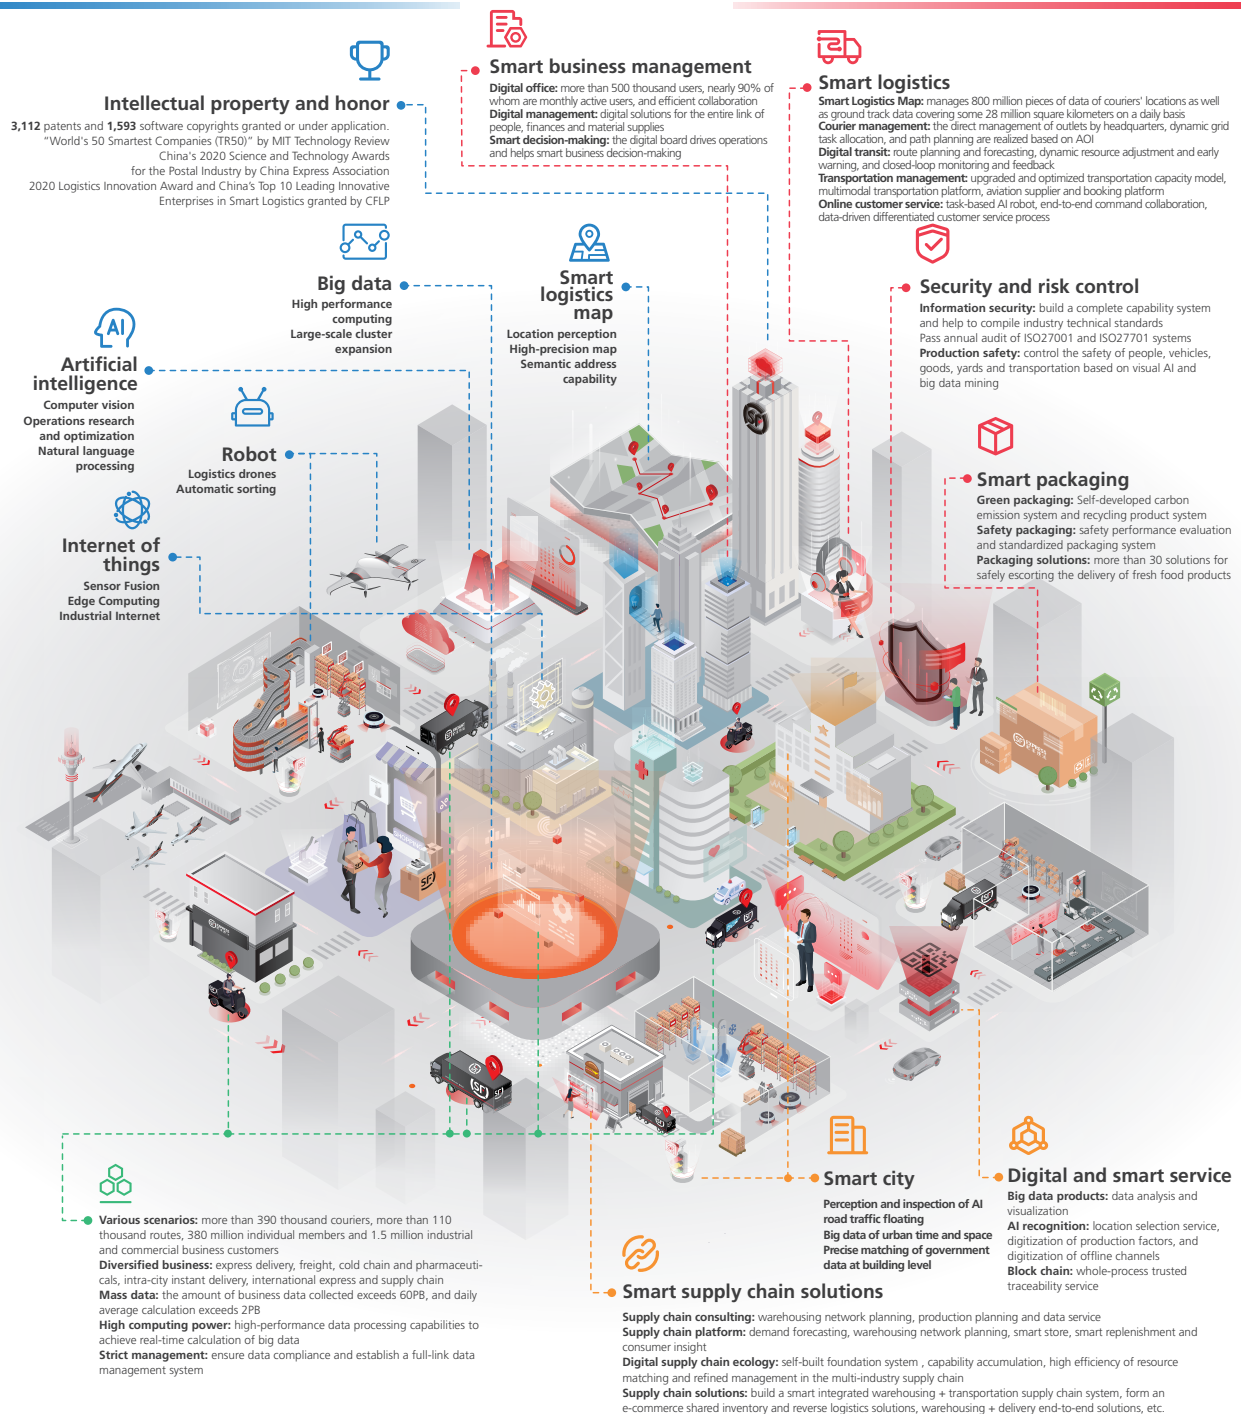 Intellectual property and honor
3,112 patents and 1,593 software copyrights granted or under application.
"World's 50 Smartest Companies (TR50)" by MIT Technology Review
China's 2020 Science and Technology Awards
for the Postal Industry by China Express Association
2020 Logistics Innovation Award and China's Top 10 Leading Innovative
Enterprises in Smart Logistics granted by CFLP
Smart business management
Digital office: more than 500 thousand users, nearly 90% of
whom are monthly active users, and efficient collaboration
Digital management: digital solutions for the entire link of
people, finances and material supplies
Smart decision-making: the digital board drives operations
and helps smart business decision-making
Smart logistics
Smart Logistics Map: manages 800 million pieces of data of couriers' locations as well
as ground track data covering some 28 million square kilometers on a daily basis
Courier management: the direct management of outlets by headquarters, dynamic grid
task allocation, and path planning are realized based on AOI
Digital transit: route planning and forecasting, dynamic resource adjustment and early
warning, and closed-loop monitoring and feedback
Transportation management: upgraded and optimized transportation capacity model,
multimodal transportation platform, aviation supplier and booking platform
Online customer service: task-based AI robot, end-to-end command collaboration,
data-driven differentiated customer service process
Big data
High performance
computing
Large-scale cluster
expansion
Smart
logistics
map
Location perception
High-precision map
Semantic address
capability
Security and risk control
Information security: build a complete capability system
and help to compile industry technical standards
Pass annual audit of ISO27001 and ISO27701 systems
Production safety: control the safety of people, vehicles,
goods, yards and transportation based on visual AI and
big data mining
AI
Artificial
intelligence
Computer vision
Operations research
and optimization
Natural language
processing
Robot
Logistics drones
Automatic sorting
Smart packaging
Green packaging: Self-developed carbon
emission system and recycling product system
Safety packaging: safety performance evaluation
and standardized packaging system
Packaging solutions: more than 30 solutions for
safely escorting the delivery of fresh food products
Internet of
things
Sensor Fusion
Edge Computing
Industrial Internet
SF
AI
SF
SF
SF
Various scenarios: more than 390 thousand couriers, more than 110
thousand routes, 380 million individual members and 1.5 million industrial
and commercial business customers
Diversified business: express delivery, freight, cold chain and pharmaceuti-
cals, intra-city instant delivery, international express and supply chain
Mass data: the amount of business data collected exceeds 60PB, and daily
average calculation exceeds 2PB
High computing power: high-performance data processing capabilities to
achieve real-time calculation of big data
Strict management: ensure data compliance and establish a full-link data
management system
Smart city
Perception and inspection of AI
road traffic floating
Big data of urban time and space
Precise matching of government
data at building level
Digital and smart service
Big data products: data analysis and
visualization
AI recognition: location selection service,
digitization of production factors, and
digitization of offline channels
Block chain: whole-process trusted
traceability service
Smart supply chain solutions
Supply chain consulting: warehousing network planning, production planning and data service
Supply chain platform: demand forecasting, warehousing network planning, smart store, smart replenishment and
consumer insight
Digital supply chain ecology: self-built foundation system , capability accumulation, high efficiency of resource
matching and refined management in the multi-industry supply chain
Supply chain solutions: build a smart integrated warehousing + transportation supply chain system, form an
e-commerce shared inventory and reverse logistics solutions, warehousing + delivery end-to-end solutions, etc.